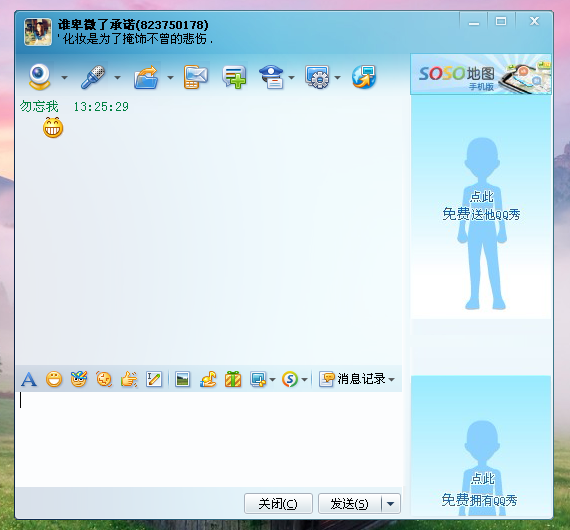 谁卑微了承诺(823750178)
' 化妆是为了掩饰不曾的悲伤 .
SOSO地图
手机版
勿忘我 13:25:29
点此
免费送他QQ秀
消息记录
点此
免费拥有QQ秀
关闭(C)
发送(S)